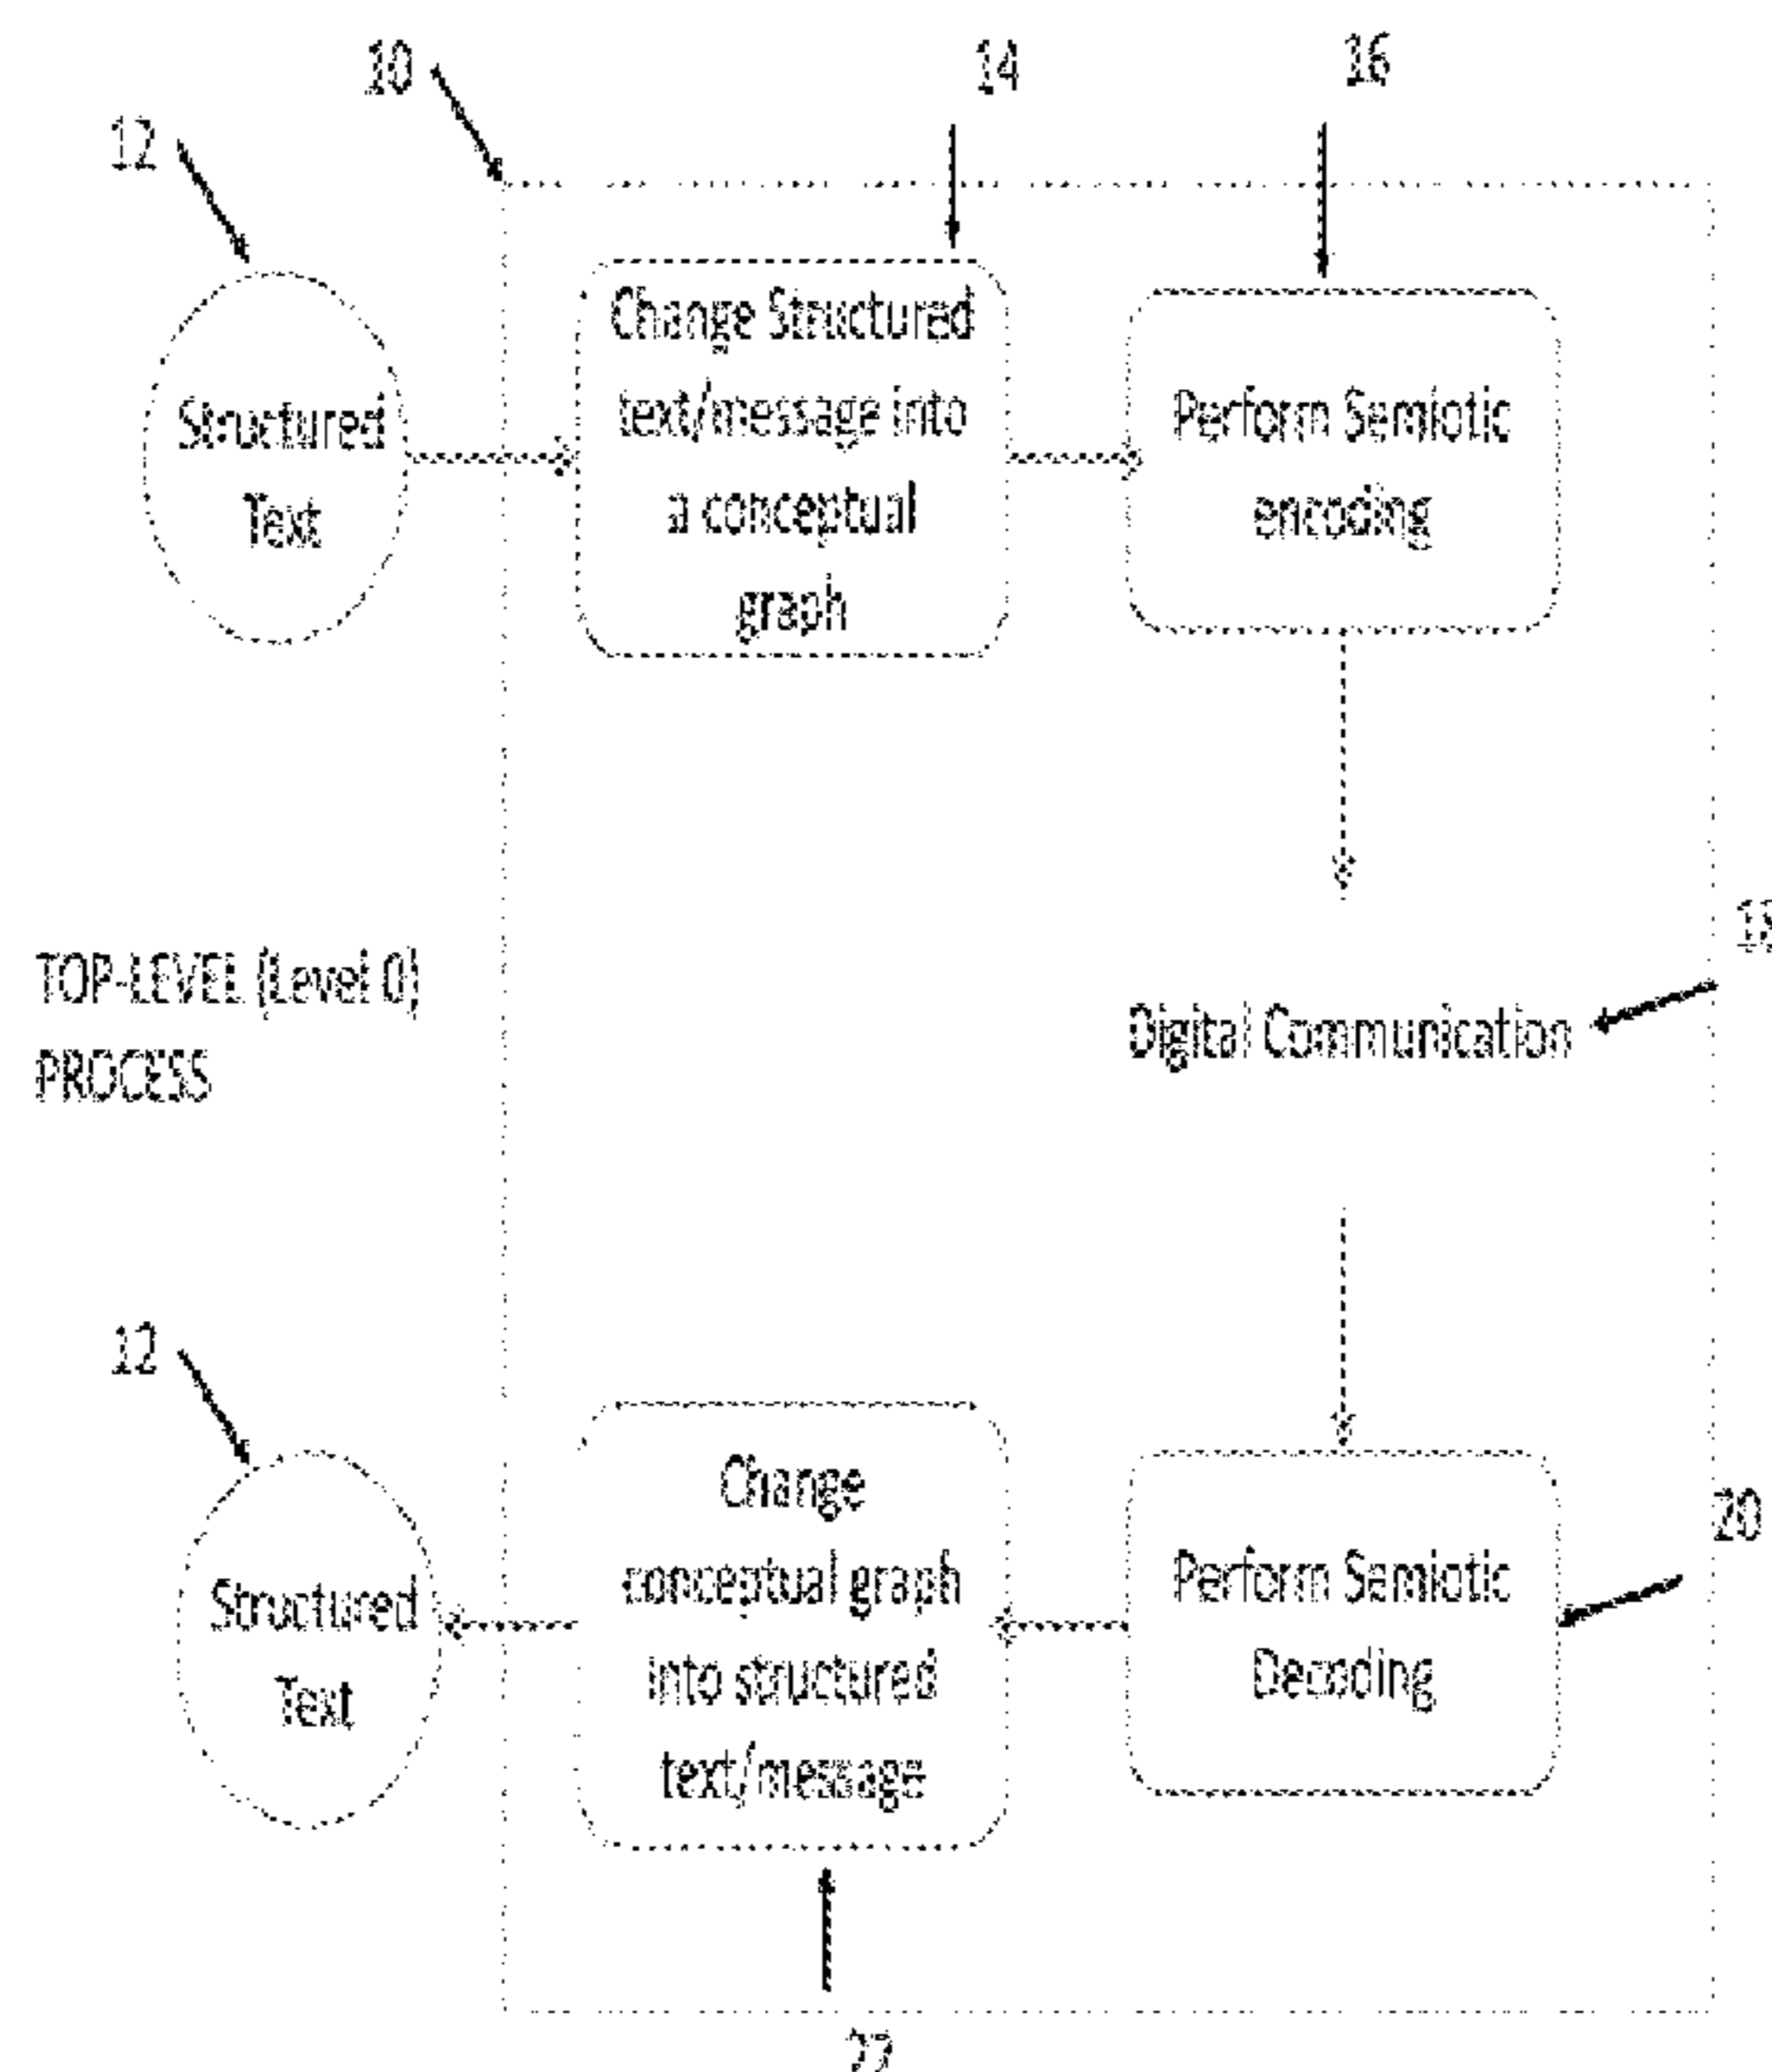 10
14
16
12
Structured
Text
Change Structured
text/message into
a conceptual
graph
Perform Semiotic
encoding
TOP-LEVEL (Level 0)
PROCESS
Digital Communication
12
Structured
Text
Change
conceptual graph
into structured
text/message
Perform Semiotic
Decoding
20
22